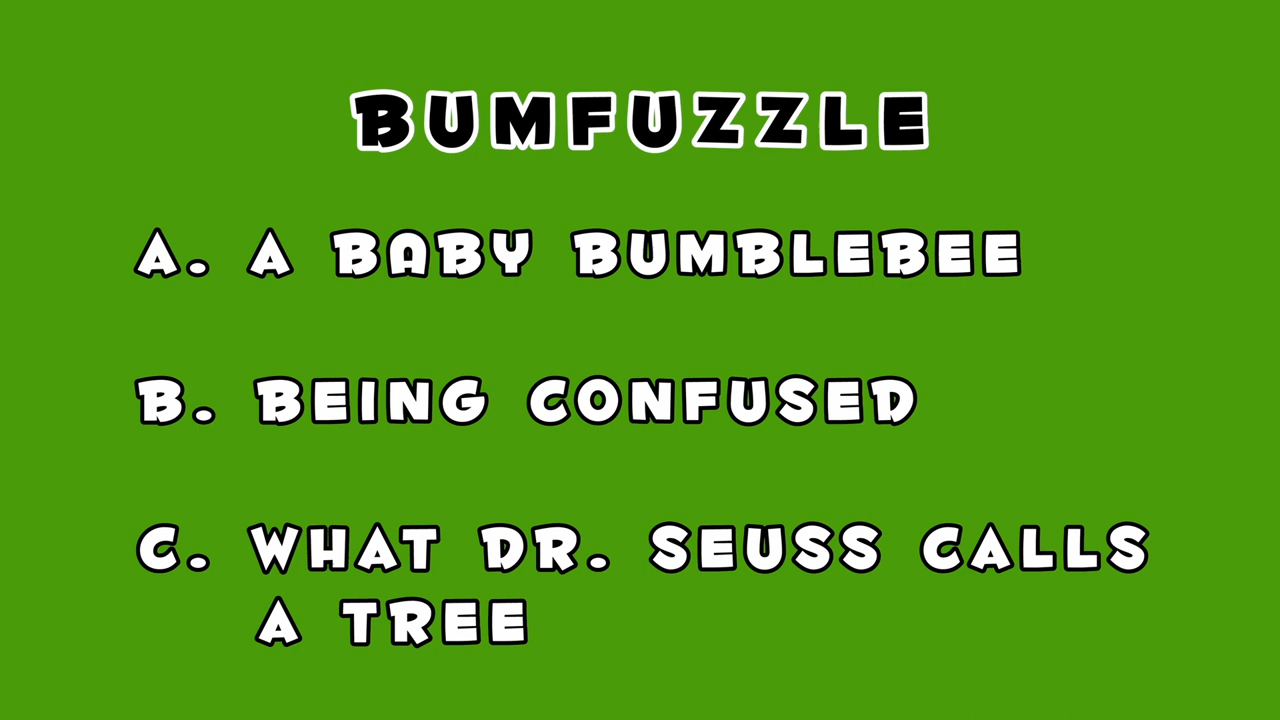 BUMFUZZLE
A. A BABY BUMBLEBEE
B. BEING CONFUSED
C. WHAT DR. SEUSS CALLS
A TREE